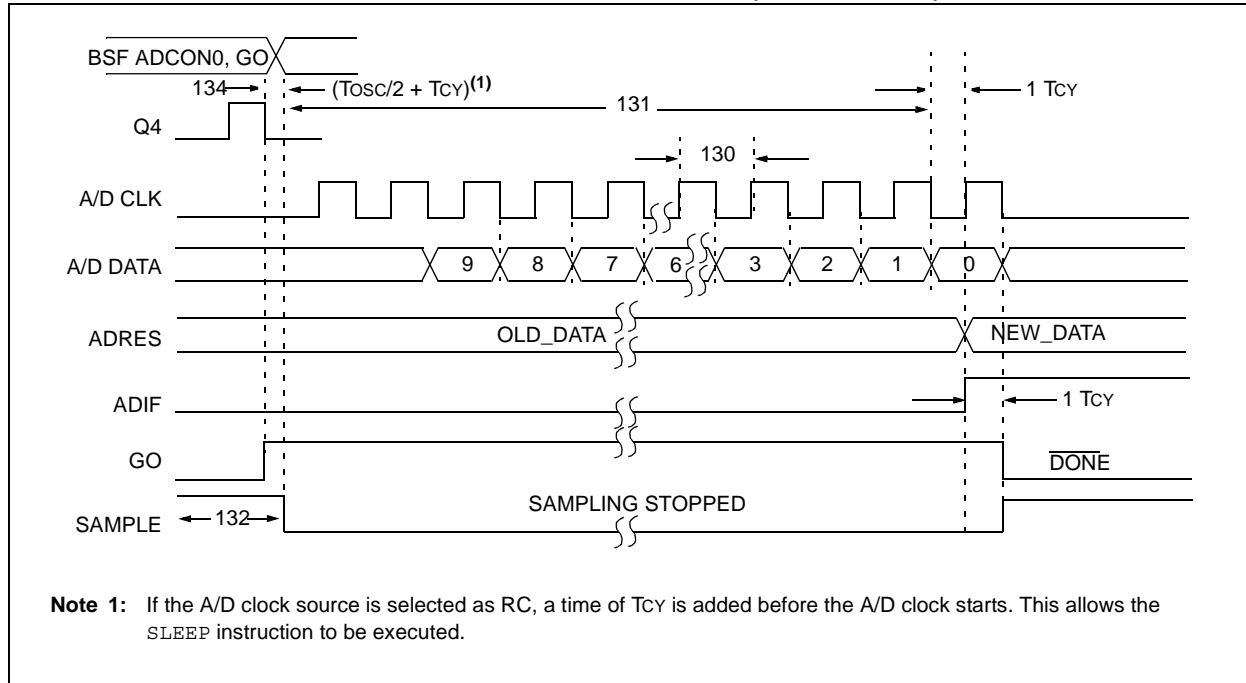 BSF ADCON0, GO
134
(TOSC/2 + TCY)(1)
131
1 TCY
Q4
130
A/D CLK
A/D DATA
9 8 7 6 3 2 1 0
ADRES
OLD_DATA
NEW_DATA
ADIF
1 TCY
GO
DONE
SAMPLE
132
SAMPLING STOPPED
Note 1: If the A/D clock source is selected as RC, a time of TCY is added before the A/D clock starts. This allows the
SLEEP instruction to be executed.